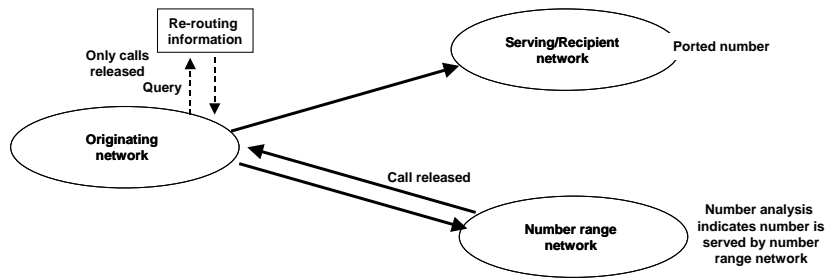 Re-routing
information
Only calls
released
Query
Serving/Recipient
network
Ported number
Originating
network
Call released
Number range
network
Number analysis
indicates number is
served by number
range network